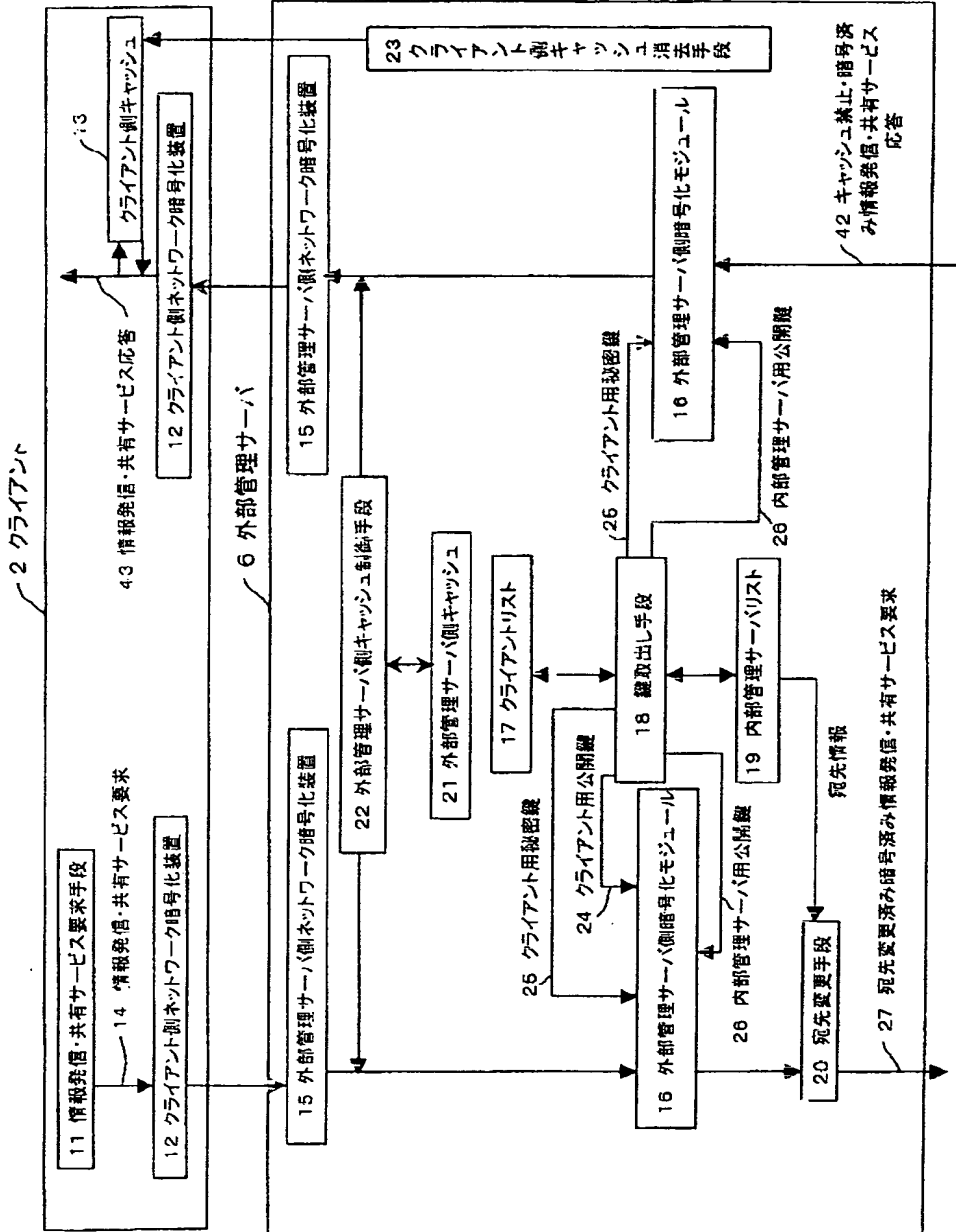 2 クライアント
11 情報発信・共有サービス要求手段
14 情報発信・共有サービス要求
12 クライアント側ネットワーク暗号化装置
43 情報発信・共有サービス応答
12 クライアント側ネットワーク暗号化装置
クライアント側キャッシュ
13
6 外部管理サーバ
15 外部管理サーバ側ネットワーク暗号化装置
22 外部管理サーバ側キャッシュ制御手段
15 外部管理サーバ側ネットワーク暗号化装置
23 クライアント側キャッシュ消去手段
21 外部管理サーバ側キャッシュ
17 クライアントリスト
25 クライアント用秘密鍵
24 クライアント用公開鍵
18 鍵取出し手段
25 クライアント用秘密鍵
16 外部管理サーバ側暗号化モジュール
16 外部管理サーバ側暗号化モジュール
26 内部管理サーバ用公開鍵
19 内部管理サーバリスト
26 内部管理サーバ用公開鍵
宛先情報
20 宛先変更手段
27 宛先変更済み暗号済み情報発信・共有サービス要求
42 キャッシュ禁止・暗号済
み情報発信・共有サービス
応答